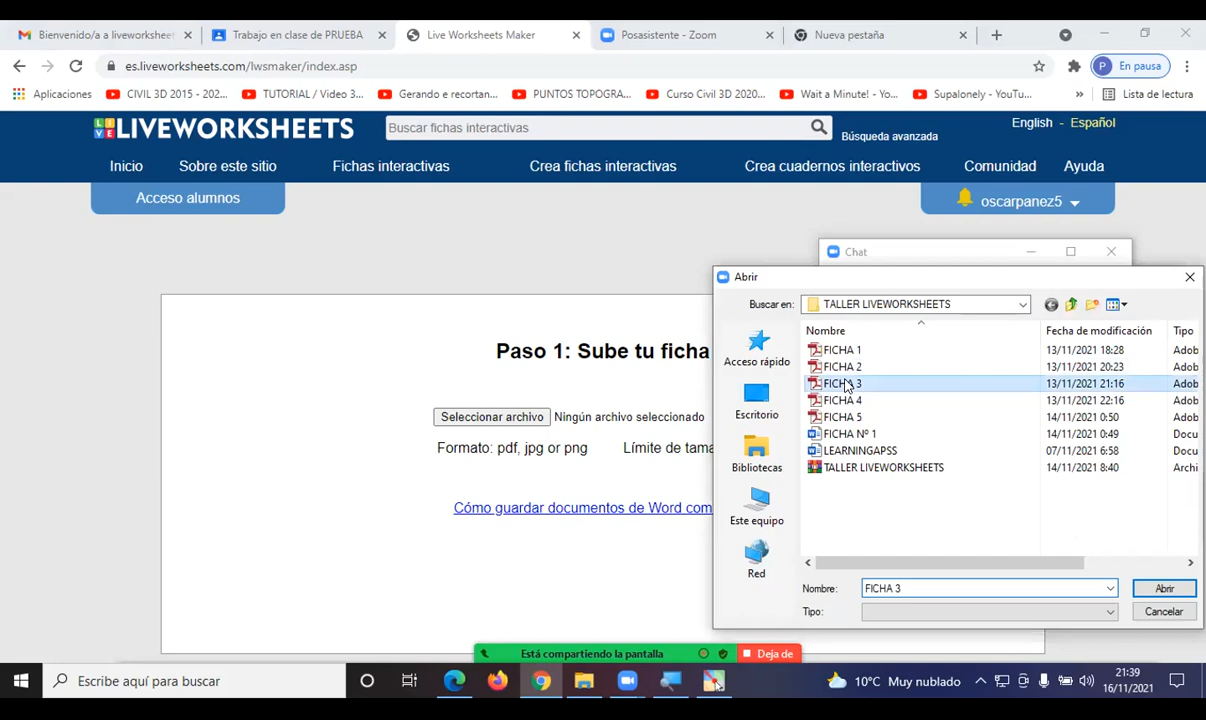 Bienvenido/a a liveworksheet
Trabajo en clase de PRUEBA
Live Worksheets Maker
Posasistente - Zoom
Nueva pestaña
es.liveworksheets.com/lwsmaker/index.asp
P En pausa
Aplicaciones
CIVIL 3D 2015 - 202...
TUTORIAL / Video 3...
Gerando e recortan...
PUNTOS TOPOGRA...
Curso Civil 3D 2020...
Wait a Minute! - Yo...
Supalonely - YouTu...
»
Lista de lectura
LIVEWORKSHEETS
Buscar fichas interactivas
Búsqueda avanzada
English - Español
Inicio
Sobre este sitio
Fichas interactivas
Crea fichas interactivas
Crea cuadernos interactivos
Comunidad
Ayuda
Acceso alumnos
oscarpanez5
Chat
Abrir
Buscar en: TALLER LIVEWORKSHEETS
Nombre Fecha de modificación Tipo
FICHA 1 13/11/2021 18:28 Adob
FICHA 2 13/11/2021 20:23 Adob
FICHA 3 13/11/2021 21:16 Adob
FICHA 4 13/11/2021 22:16 Adob
FICHA 5 14/11/2021 0:50 Adob
FICHA Nº 1 14/11/2021 0:49 Docu
LEARNINGAPSS 07/11/2021 6:58 Docu
TALLER LIVEWORKSHEETS 14/11/2021 8:40 Archi
Acceso rápido
Escritorio
Bibliotecas
Este equipo
Red
Nombre: FICHA 3 Abrir
Tipo: Cancelar
Paso 1: Sube tu ficha
Seleccionar archivo Ningún archivo seleccionado
Formato: pdf, jpg or png Límite de tama
Cómo guardar documentos de Word com
Está compartiendo la pantalla
Deja de
Escribe aquí para buscar
10°C Muy nublado
21:39
16/11/2021